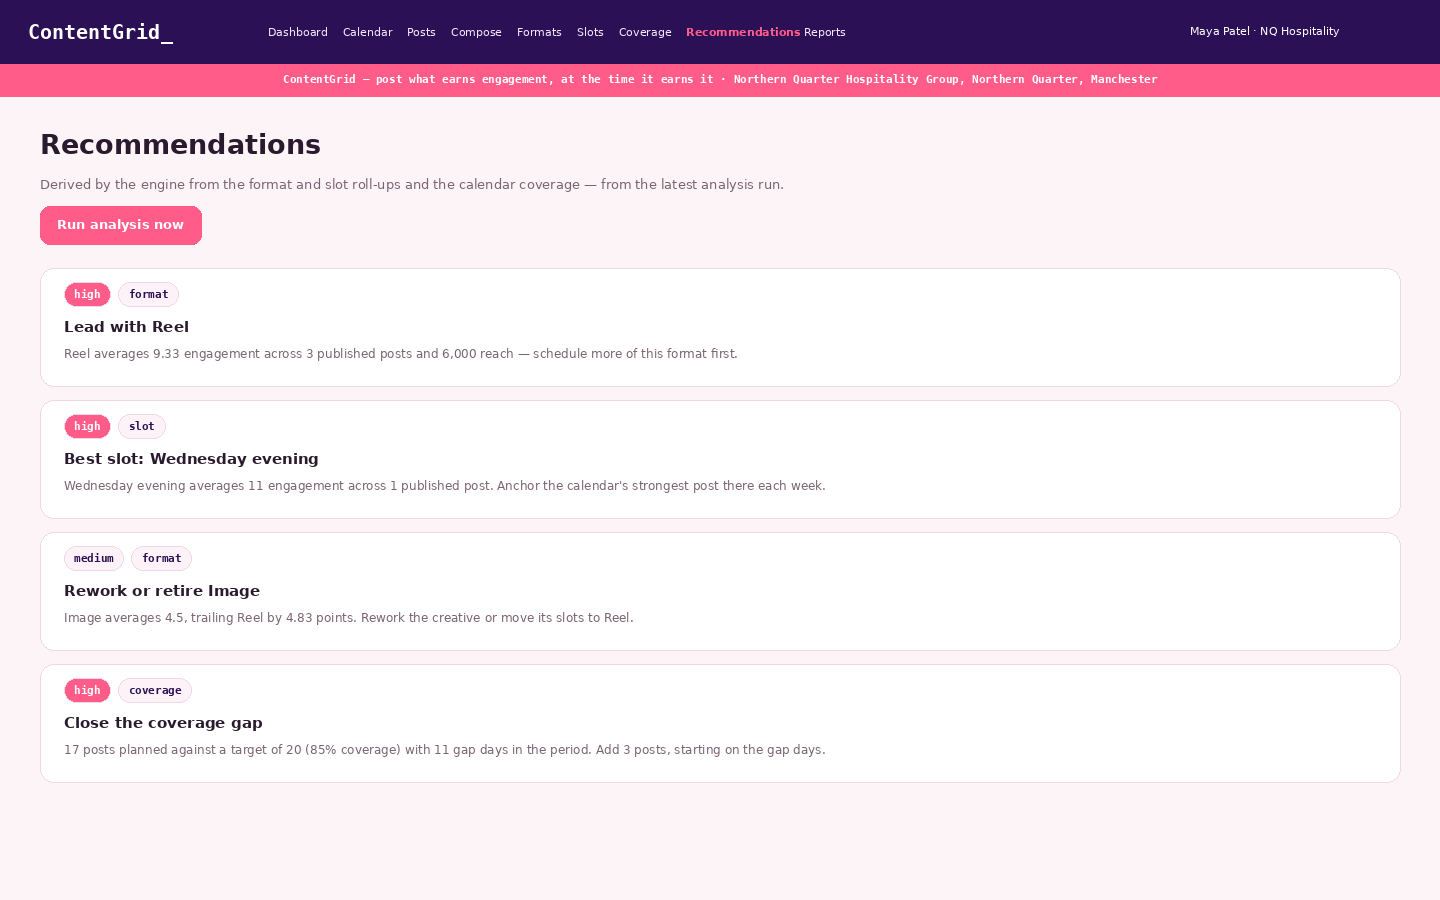 ContentGrid_
Dashboard Calendar Posts Compose Formats Slots Coverage Recommendations Reports
Maya Patel · NQ Hospitality
ContentGrid — post what earns engagement, at the time it earns it · Northern Quarter Hospitality Group, Northern Quarter, Manchester
Recommendations
Derived by the engine from the format and slot roll-ups and the calendar coverage — from the latest analysis run.
Run analysis now
high format
Lead with Reel
Reel averages 9.33 engagement across 3 published posts and 6,000 reach — schedule more of this format first.
high slot
Best slot: Wednesday evening
Wednesday evening averages 11 engagement across 1 published post. Anchor the calendar's strongest post there each week.
medium format
Rework or retire Image
Image averages 4.5, trailing Reel by 4.83 points. Rework the creative or move its slots to Reel.
high coverage
Close the coverage gap
17 posts planned against a target of 20 (85% coverage) with 11 gap days in the period. Add 3 posts, starting on the gap days.